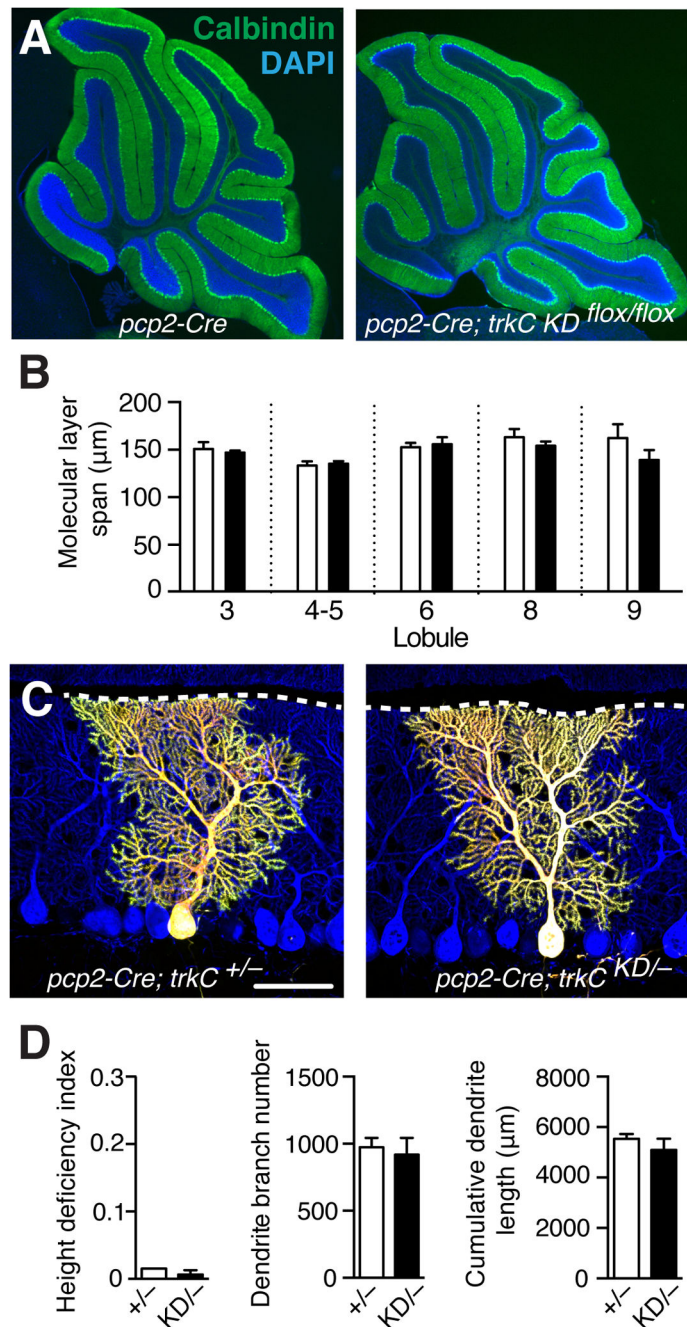 A
Calbindin
DAPI
pcp2-Cre
pcp2-Cre; trkC KD flox/flox
B
Molecular layer
span (µm)
200
150
100
50
0
3 4-5 6 8 9
Lobule
C
pcp2-Cre; trkC +/–
pcp2-Cre; trkC KD/–
D
Height deficiency index
0.3
0.2
0.1
0
+/– KD/–
Dendrite branch number
1500
1000
500
0
+/– KD/–
Cumulative dendrite
length (µm)
8000
6000
4000
2000
0
+/– KD/–